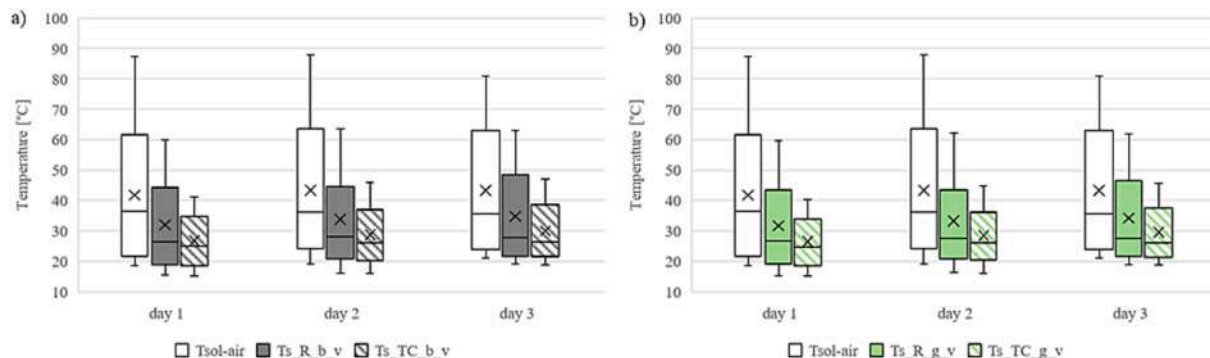 a)
Temperature [°C]
100
90
80
70
60
50
40
30
20
10
day 1 day 2 day 3
Tsol-air Ts_R_b_v Ts_TC_b_v
b)
Temperature [°C]
100
90
80
70
60
50
40
30
20
10
day 1 day 2 day 3
Tsol-air Ts_R_g_v Ts_TC_g_v